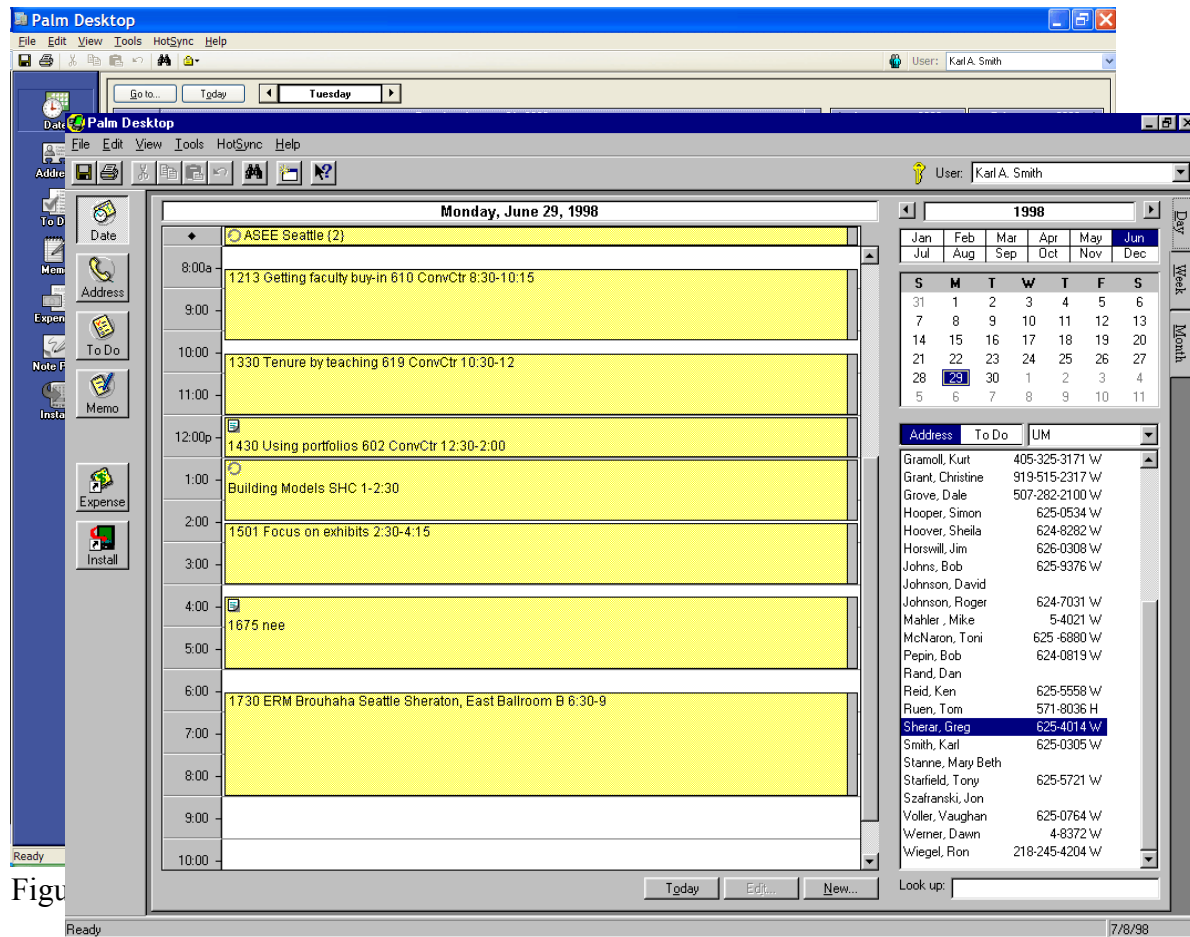 Palm Desktop
File Edit View Tools HotSync Help
User: Karl A. Smith
Go to... Today Tuesday
Date
Addre
To D
Mem
Expen
Note P
Insta
Ready
Figu
Palm Desktop
File Edit View Tools HotSync Help
User: Karl A. Smith
Date
Address
To Do
Memo
Expense
Install
Monday, June 29, 1998
ASEE Seattle {2}
8:00a
1213 Getting faculty buy-in 610 ConvCtr 8:30-10:15
9:00
10:00
1330 Tenure by teaching 619 ConvCtr 10:30-12
11:00
12:00p
1430 Using portfolios 602 ConvCtr 12:30-2:00
1:00
Building Models SHC 1-2:30
2:00
1501 Focus on exhibits 2:30-4:15
3:00
4:00
1675 nee
5:00
6:00
1730 ERM Brouhaha Seattle Sheraton, East Ballroom B 6:30-9
7:00
8:00
9:00
10:00
Today Edit... New...
1998
Jan Feb Mar Apr May Jun
Jul Aug Sep Oct Nov Dec
S M T W T F S
31 1 2 3 4 5 6
7 8 9 10 11 12 13
14 15 16 17 18 19 20
21 22 23 24 25 26 27
28 29 30 1 2 3 4
5 6 7 8 9 10 11
Day
Week
Month
Address To Do UM
Gramoll, Kurt 405-325-3171 W
Grant, Christine 919-515-2317 W
Grove, Dale 507-282-2100 W
Hooper, Simon 625-0534 W
Hoover, Sheila 624-8282 W
Horswill, Jim 626-0308 W
Johns, Bob 625-9376 W
Johnson, David
Johnson, Roger 624-7031 W
Mahler , Mike 5-4021 W
McNaron, Toni 625 -6880 W
Pepin, Bob 624-0819 W
Rand, Dan
Reid, Ken 625-5558 W
Ruen, Tom 571-8036 H
Sherar, Greg 625-4014 W
Smith, Karl 625-0305 W
Stanne, Mary Beth
Starfield, Tony 625-5721 W
Szafranski, Jon
Voller, Vaughan 625-0764 W
Werner, Dawn 4-8372 W
Wiegel, Ron 218-245-4204 W
Look up:
Ready
7/8/98